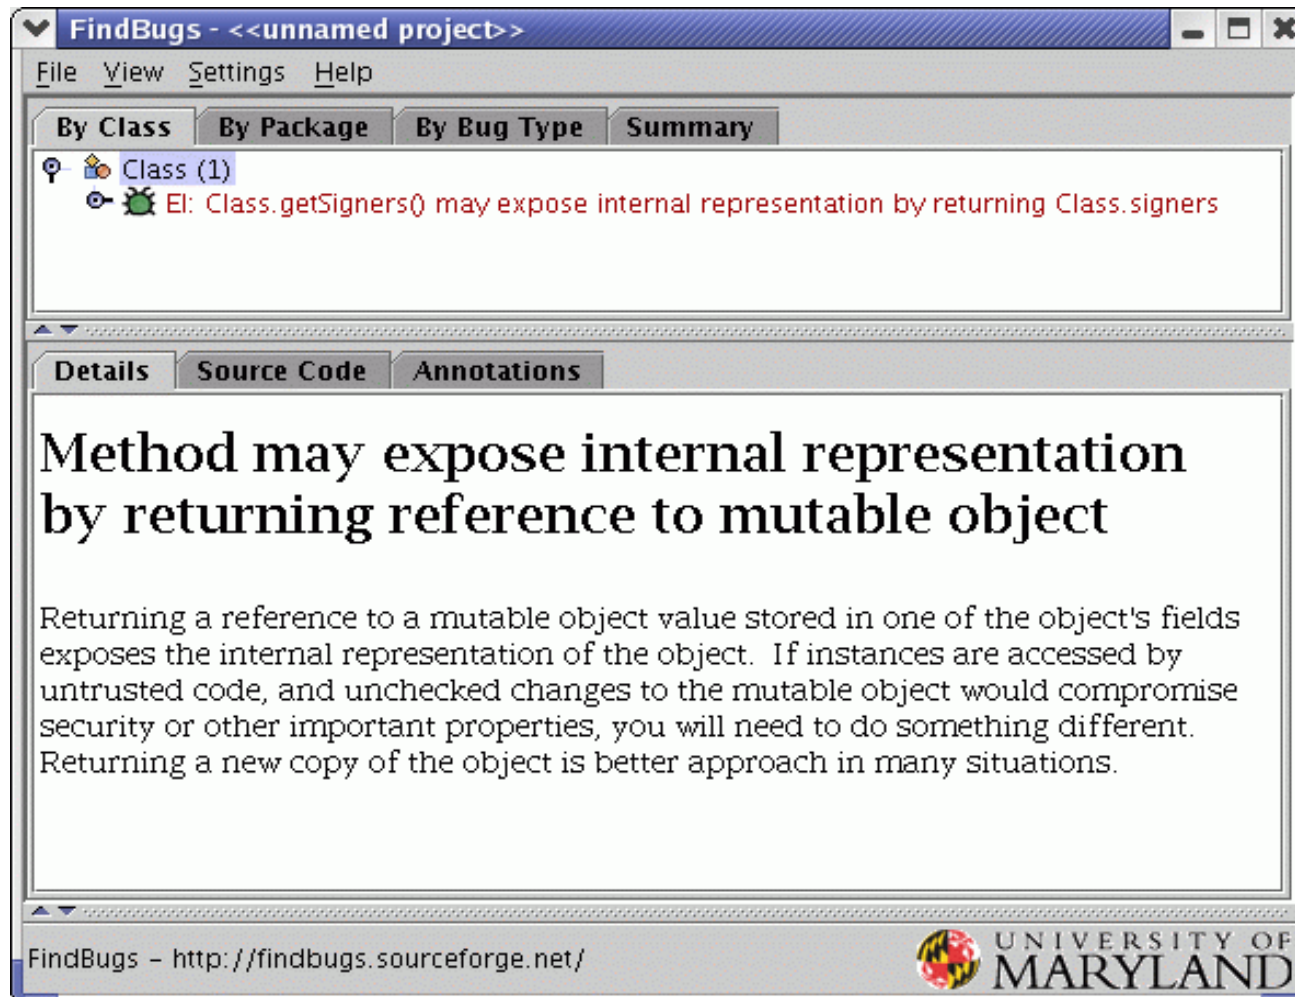 FindBugs - <<unnamed project>>
File View Settings Help
By Class By Package By Bug Type Summary
Class (1)
EI: Class.getSigners() may expose internal representation by returning Class.signers
Details Source Code Annotations
Method may expose internal representation
by returning reference to mutable object
Returning a reference to a mutable object value stored in one of the object's fields
exposes the internal representation of the object.  If instances are accessed by
untrusted code, and unchecked changes to the mutable object would compromise
security or other important properties, you will need to do something different.
Returning a new copy of the object is better approach in many situations.
FindBugs – http://findbugs.sourceforge.net/
UNIVERSITY OF
MARYLAND